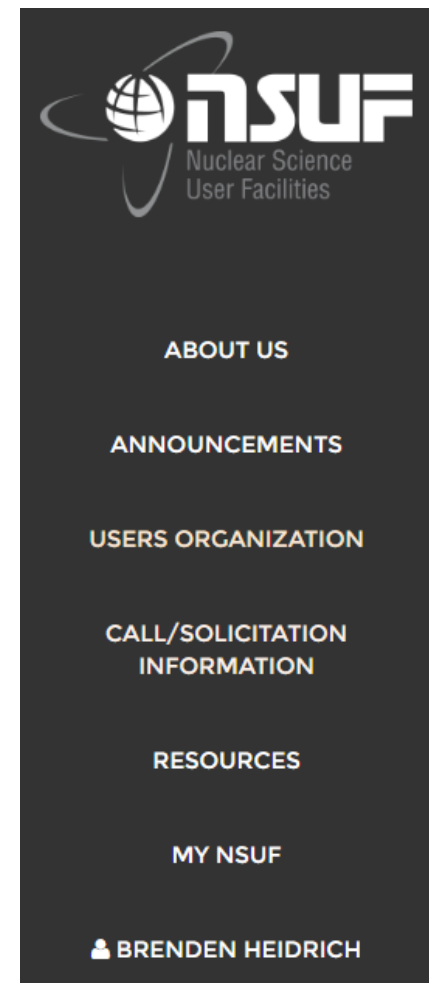 nsuf
Nuclear Science
User Facilities
ABOUT US
ANNOUNCEMENTS
USERS ORGANIZATION
CALL/SOLICITATION
INFORMATION
RESOURCES
MY NSUF
BRENDEN HEIDRICH